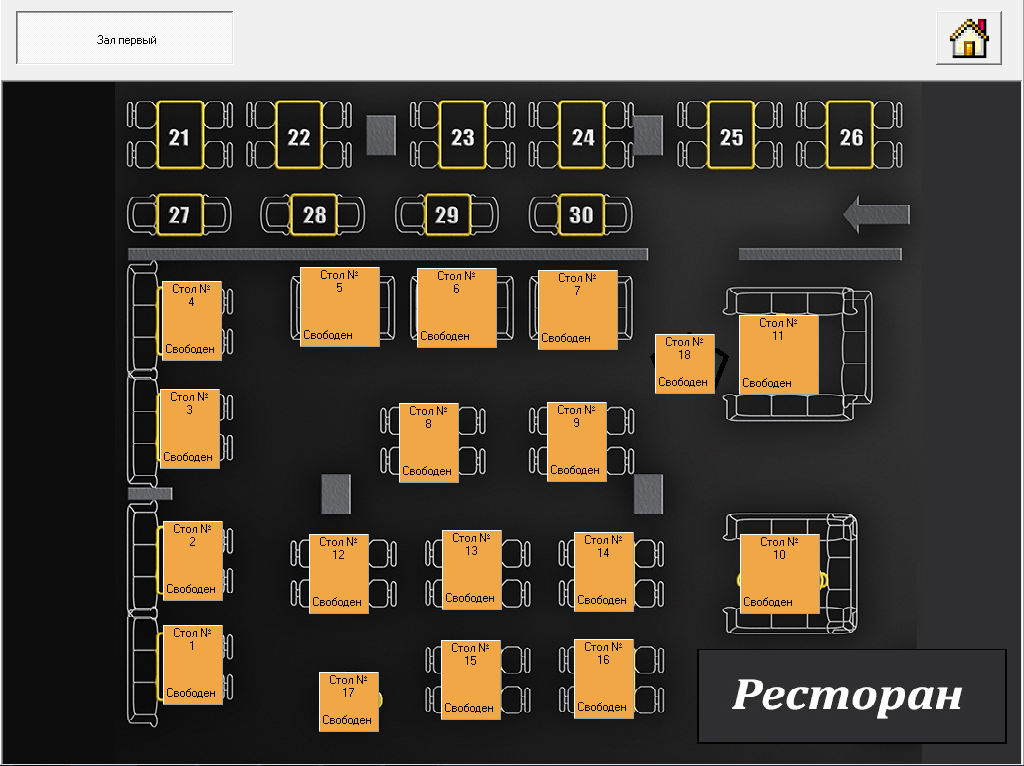 Зал первый
21
22
23
24
25
26
27
28
29
30
Стол №
4
Свободен
Стол №
5
Свободен
Стол №
6
Свободен
Стол №
7
Свободен
Стол №
18
Свободен
Стол №
11
Свободен
Стол №
3
Свободен
Стол №
8
Свободен
Стол №
9
Свободен
Стол №
2
Свободен
Стол №
12
Свободен
Стол №
13
Свободен
Стол №
14
Свободен
Стол №
10
Свободен
Стол №
1
Свободен
Стол №
17
Свободен
Стол №
15
Свободен
Стол №
16
Свободен
Ресторан